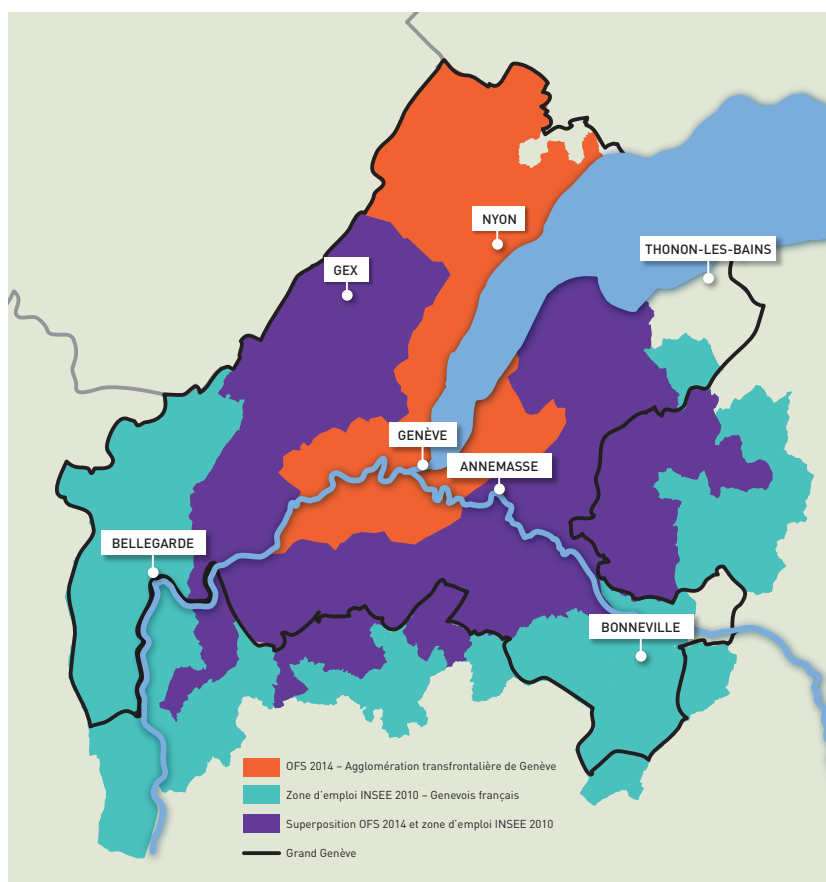 NYON
THONON-LES-BAINS
GEX
GENÈVE
ANNEMASSE
BELLEGARDE
BONNEVILLE
OFS 2014 – Agglomération transfrontalière de Genève
Zone d'emploi INSEE 2010 – Genevois français
Superposition OFS 2014 et zone d'emploi INSEE 2010
Grand Genève